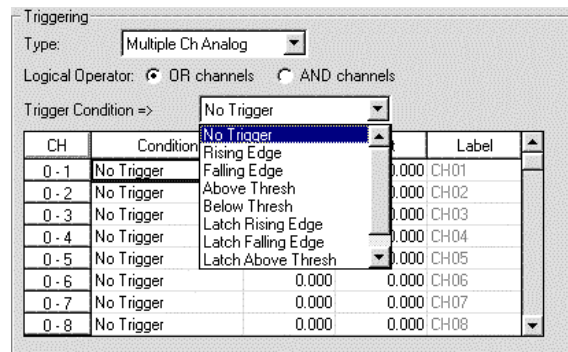 Triggering
Type: Multiple Ch Analog
Logical Operator: OR channels AND channels
Trigger Condition => No Trigger
No Trigger
Rising Edge
Falling Edge
Above Thresh
Below Thresh
Latch Rising Edge
Latch Falling Edge
Latch Above Thresh
CH Condition t Label
0 - 1 No Trigger 0.000 CH01
0 - 2 No Trigger 0.000 CH02
0 - 3 No Trigger 0.000 CH03
0 - 4 No Trigger 0.000 CH04
0 - 5 No Trigger 0.000 CH05
0 - 6 No Trigger 0.000 0.000 CH06
0 - 7 No Trigger 0.000 0.000 CH07
0 - 8 No Trigger 0.000 0.000 CH08